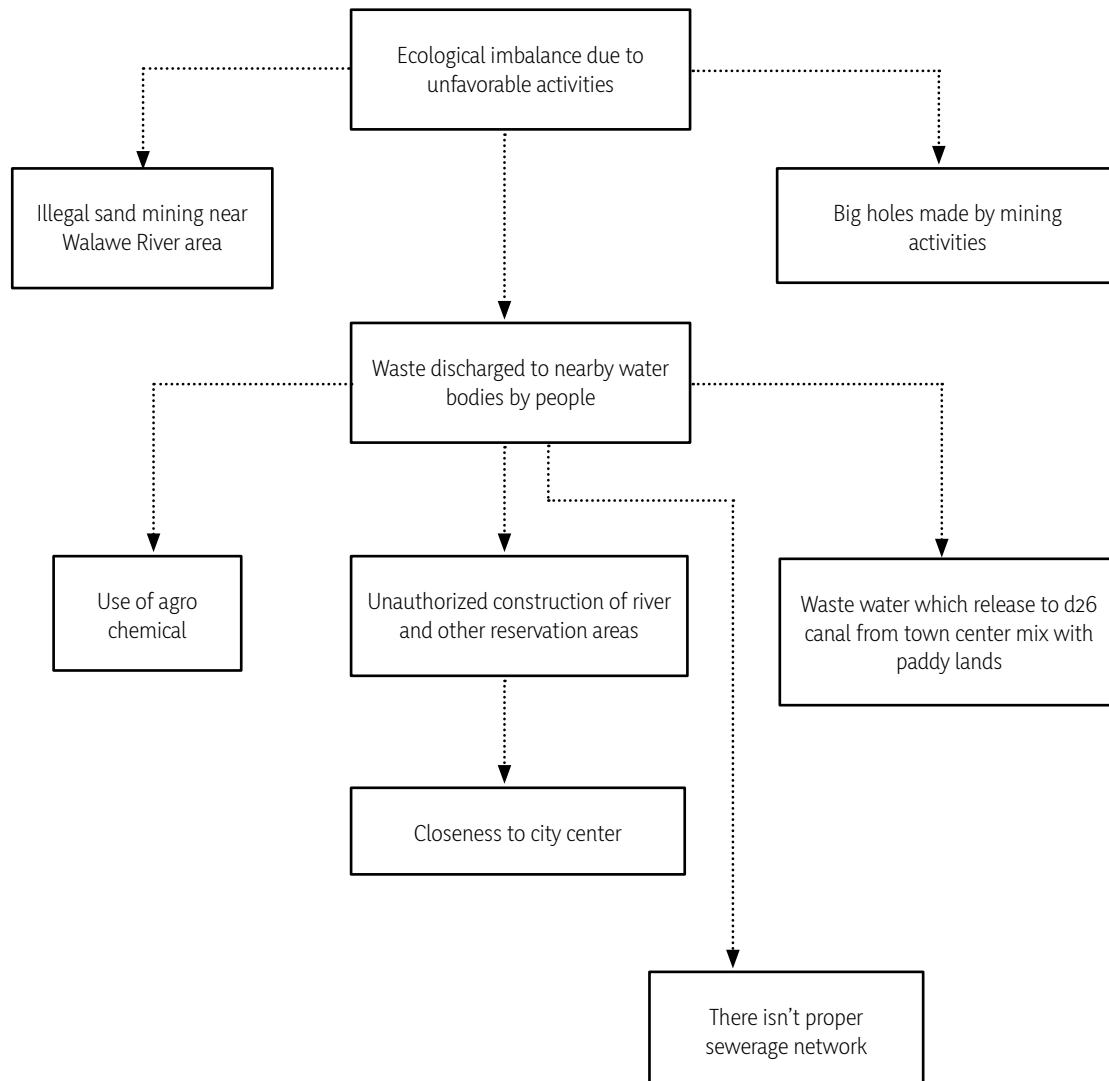 Ecological imbalance due to
unfavorable activities
Illegal sand mining near
Walawe River area
Big holes made by mining
activities
Waste discharged to nearby water
bodies by people
Use of agro
chemical
Unauthorized construction of river
and other reservation areas
Waste water which release to d26
canal from town center mix with
paddy lands
Closeness to city center
There isn’t proper
sewerage network